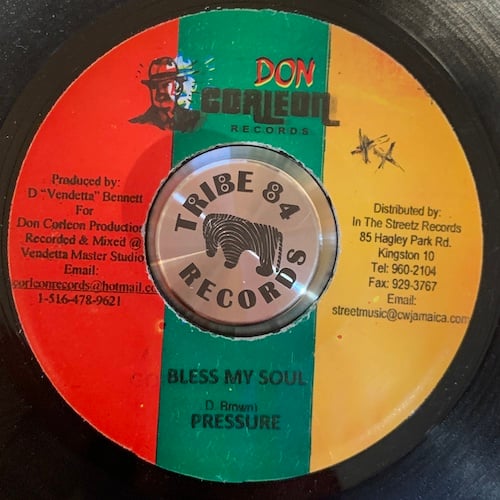 DON
CORLEON
RECORDS
Produced by:
D "Vendetta" Bennett
For
Don Corleon Production
Recorded & Mixed @
Vendetta Master Studio
Email:
corleonrecords@hotmail.co
1-516-478-9621
TRIBE 84
RECORDS
Distributed by:
In The Streetz Records
85 Hagley Park Rd.
Kingston 10
Tel: 960-2104
Fax: 929-3767
Email:
streetmusic@cwjamaica.com
BLESS MY SOUL
D. Brown)
PRESSURE